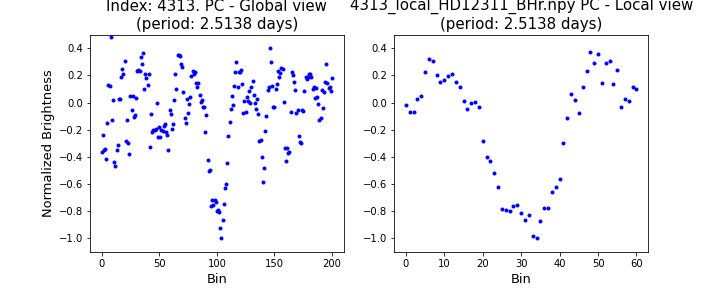 Index: 4313. PC - Global view
(period: 2.5138 days)
4313_local_HD12311_BHr.npy PC - Local view
(period: 2.5138 days)
Normalized Brightness
0.4
0.2
0.0
−0.2
−0.4
−0.6
−0.8
−1.0
0 50 100 150 200
Bin
0.4
0.2
0.0
−0.2
−0.4
−0.6
−0.8
−1.0
0 10 20 30 40 50 60
Bin